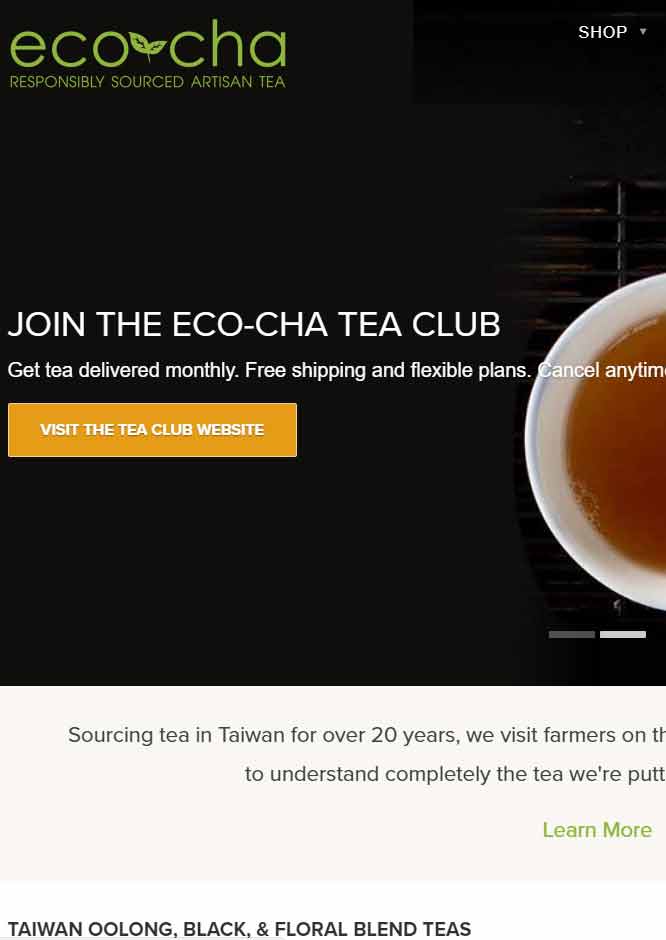 eco-cha
RESPONSIBLY SOURCED ARTISAN TEA
SHOP
JOIN THE ECO-CHA TEA CLUB
Get tea delivered monthly. Free shipping and flexible plans. Cancel anytim
VISIT THE TEA CLUB WEBSITE
Sourcing tea in Taiwan for over 20 years, we visit farmers on th
to understand completely the tea we're putt
Learn More
TAIWAN OOLONG, BLACK, & FLORAL BLEND TEAS